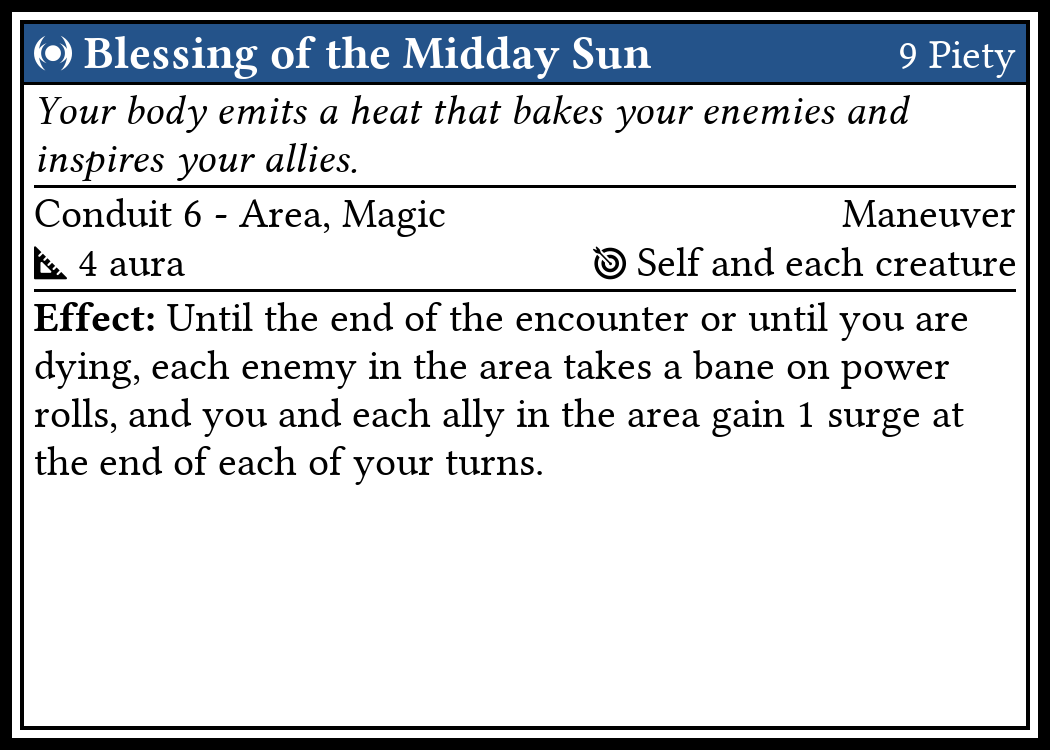 Blessing of the Midday Sun 9 Piety
Your body emits a heat that bakes your enemies and
inspires your allies.
Conduit 6 - Area, Magic Maneuver
4 aura Self and each creature
Effect: Until the end of the encounter or until you are
dying, each enemy in the area takes a bane on power
rolls, and you and each ally in the area gain 1 surge at
the end of each of your turns.